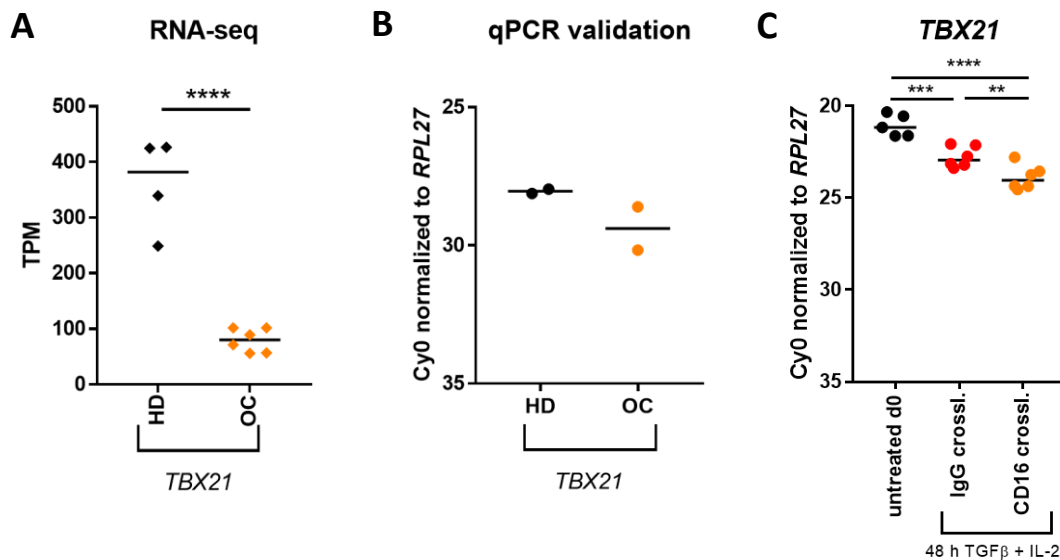 A
RNA-seq
****
500
400
300
200
100
0
TPM
HD
OC
TBX21
B
qPCR validation
25
30
35
Cy0 normalized to RPL27
HD
OC
TBX21
C
TBX21
****
***
**
20
25
30
35
Cy0 normalized to RPL27
untreated d0
IgG crossl.
CD16 crossl.
48 h TGFβ + IL-2